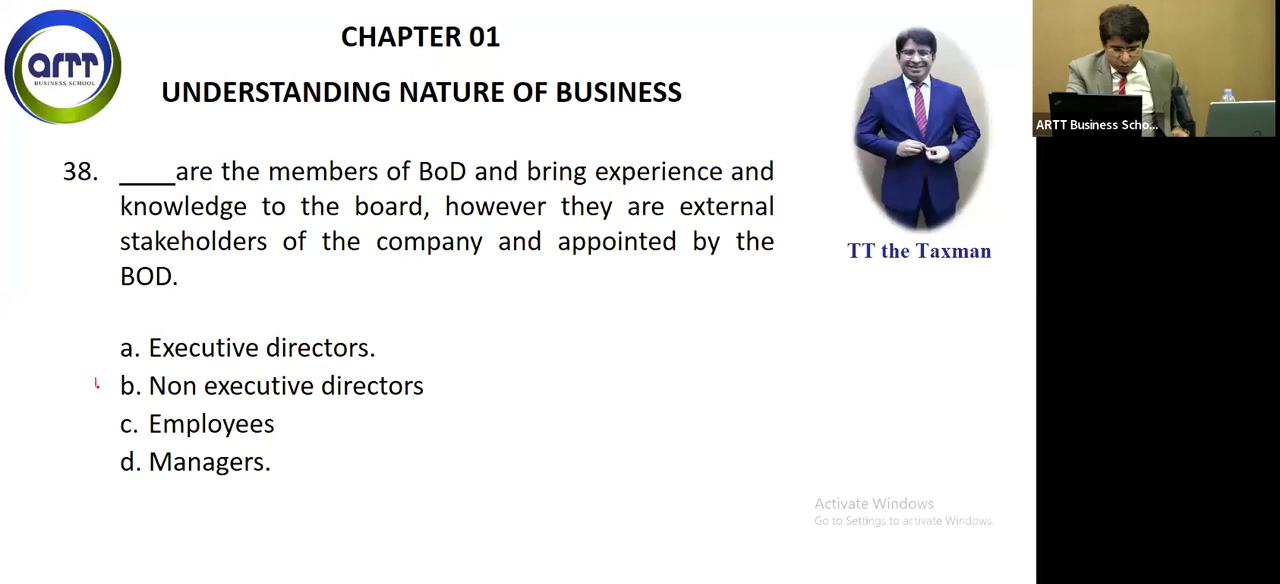 ARTT
BUSINESS SCHOOL
CHAPTER 01
UNDERSTANDING NATURE OF BUSINESS
38. ____are the members of BoD and bring experience and
knowledge to the board, however they are external
stakeholders of the company and appointed by the
BOD.
a. Executive directors.
b. Non executive directors
c. Employees
d. Managers.
TT the Taxman
ARTT Business Scho...
Activate Windows
Go to Settings to activate Windows.